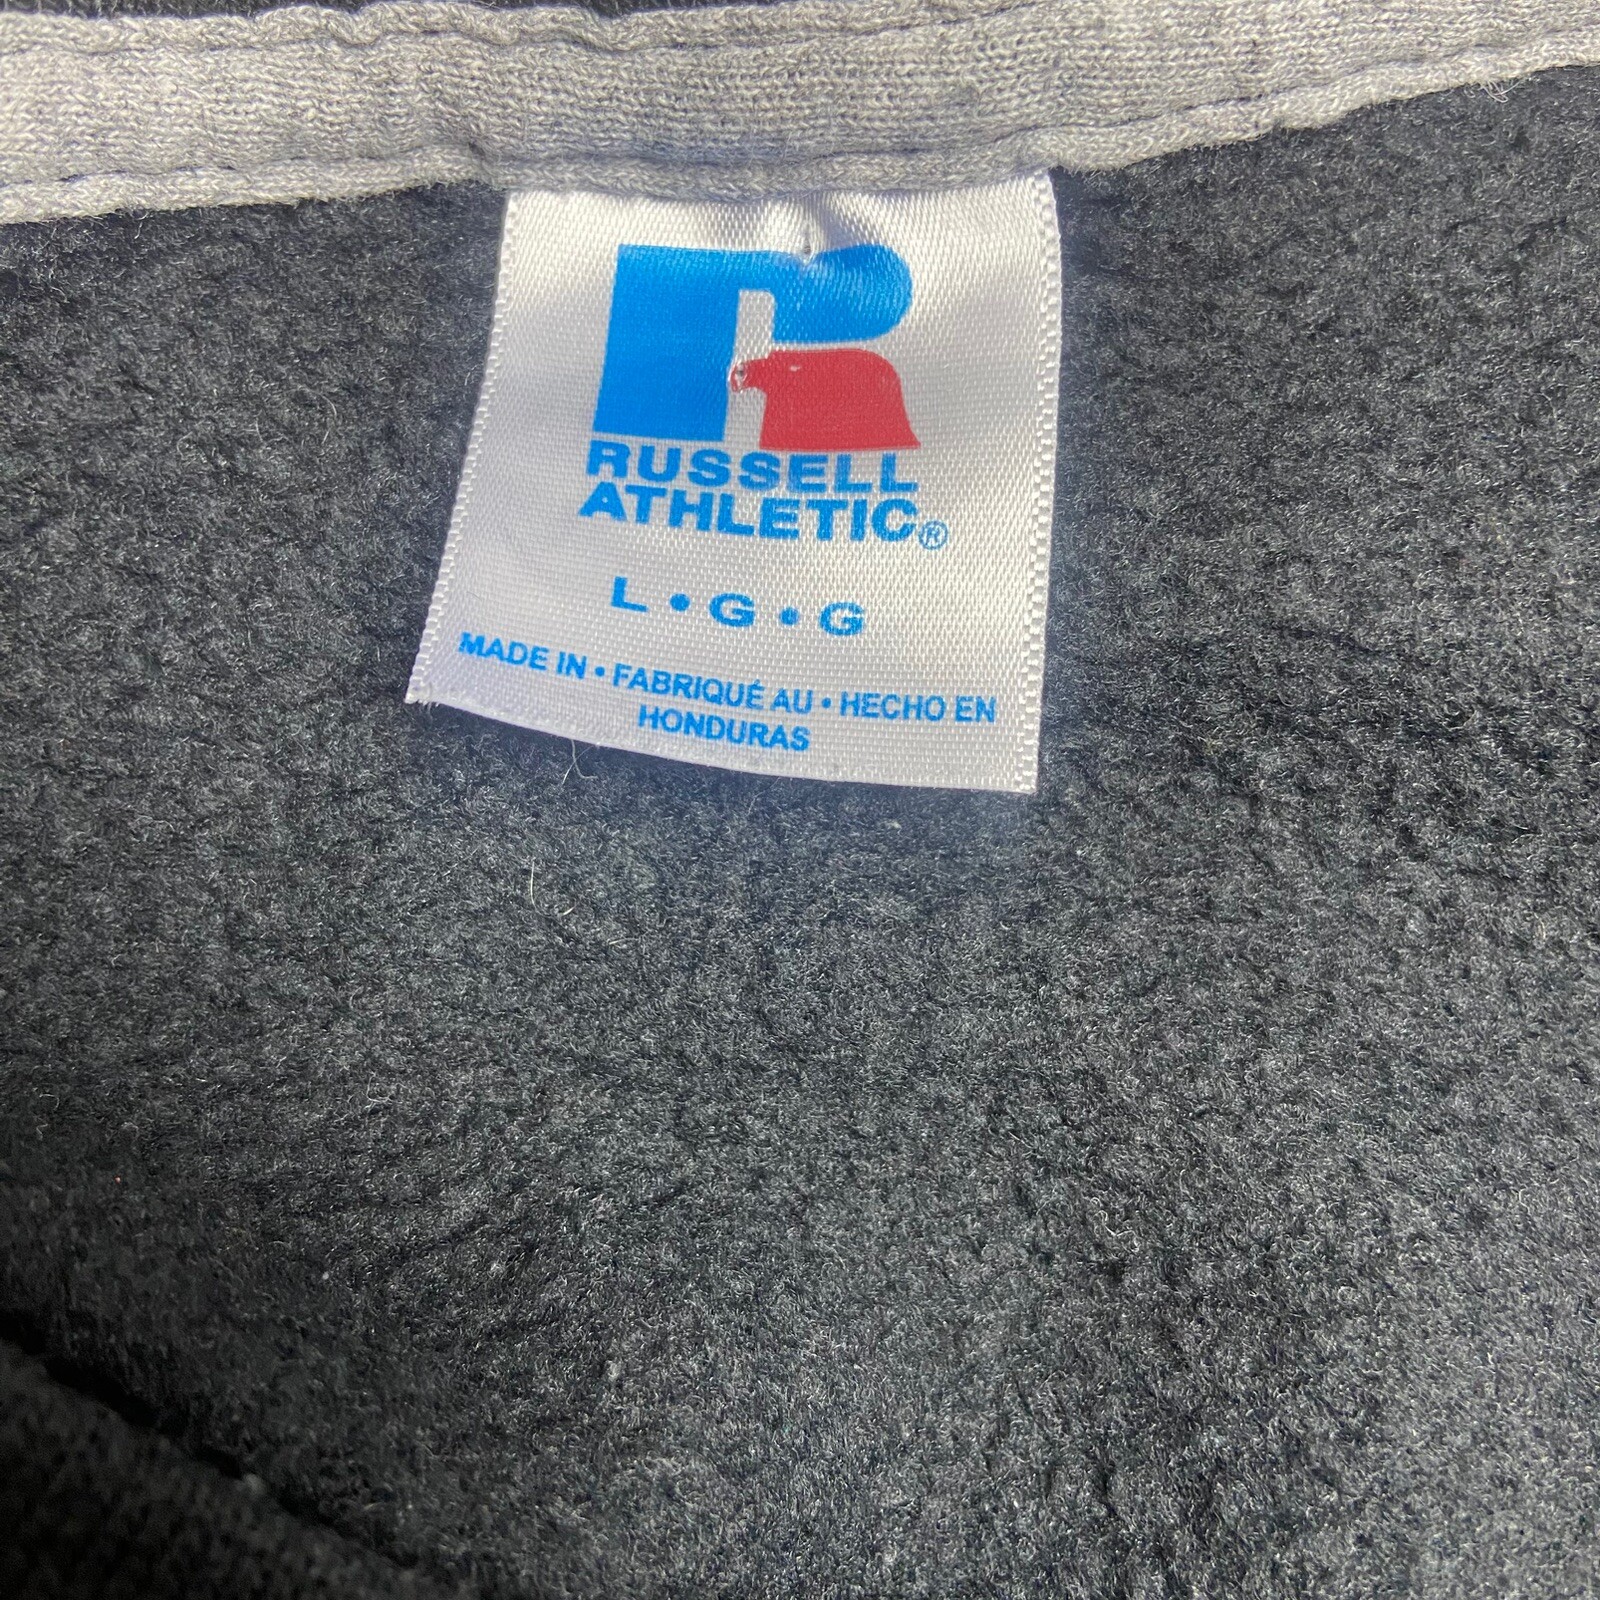 RUSSELL
ATHLETIC®
L • G • G
MADE IN • FABRIQUÉ AU • HECHO EN
HONDURAS